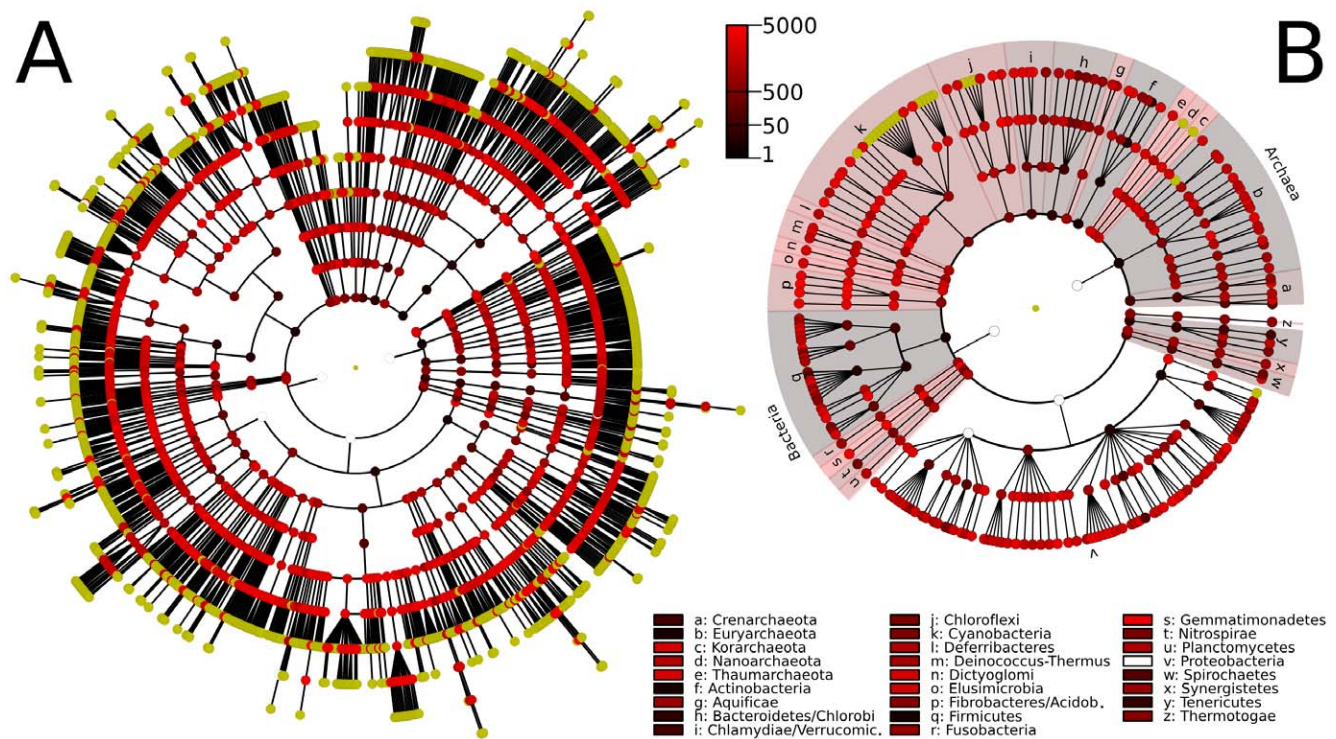 A
5000
500
50
1
B
j
i
h
g
f
e
d
c
k
Archaea
b
l
m
n
o
p
a
z
y
x
w
q
Bacteria
r
s
t
u
v
a: Crenarchaeota
b: Euryarchaeota
c: Korarchaeota
d: Nanoarchaeota
e: Thaumarchaeota
f: Actinobacteria
g: Aquificae
h: Bacteroidetes/Chlorobi
i: Chlamydiae/Verrucomic.
j: Chloroflexi
k: Cyanobacteria
l: Deferribacteres
m: Deinococcus-Thermus
n: Dictyoglomi
o: Elusimicrobia
p: Fibrobacteres/Acidob.
q: Firmicutes
r: Fusobacteria
s: Gemmatimonadetes
t: Nitrospirae
u: Planctomycetes
v: Proteobacteria
w: Spirochaetes
x: Synergistetes
y: Tenericutes
z: Thermotogae